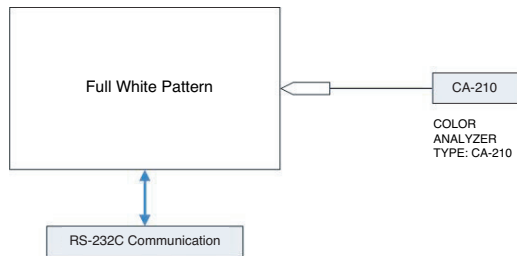 Full White Pattern
CA-210
COLOR
ANALYZER
TYPE: CA-210
RS-232C Communication